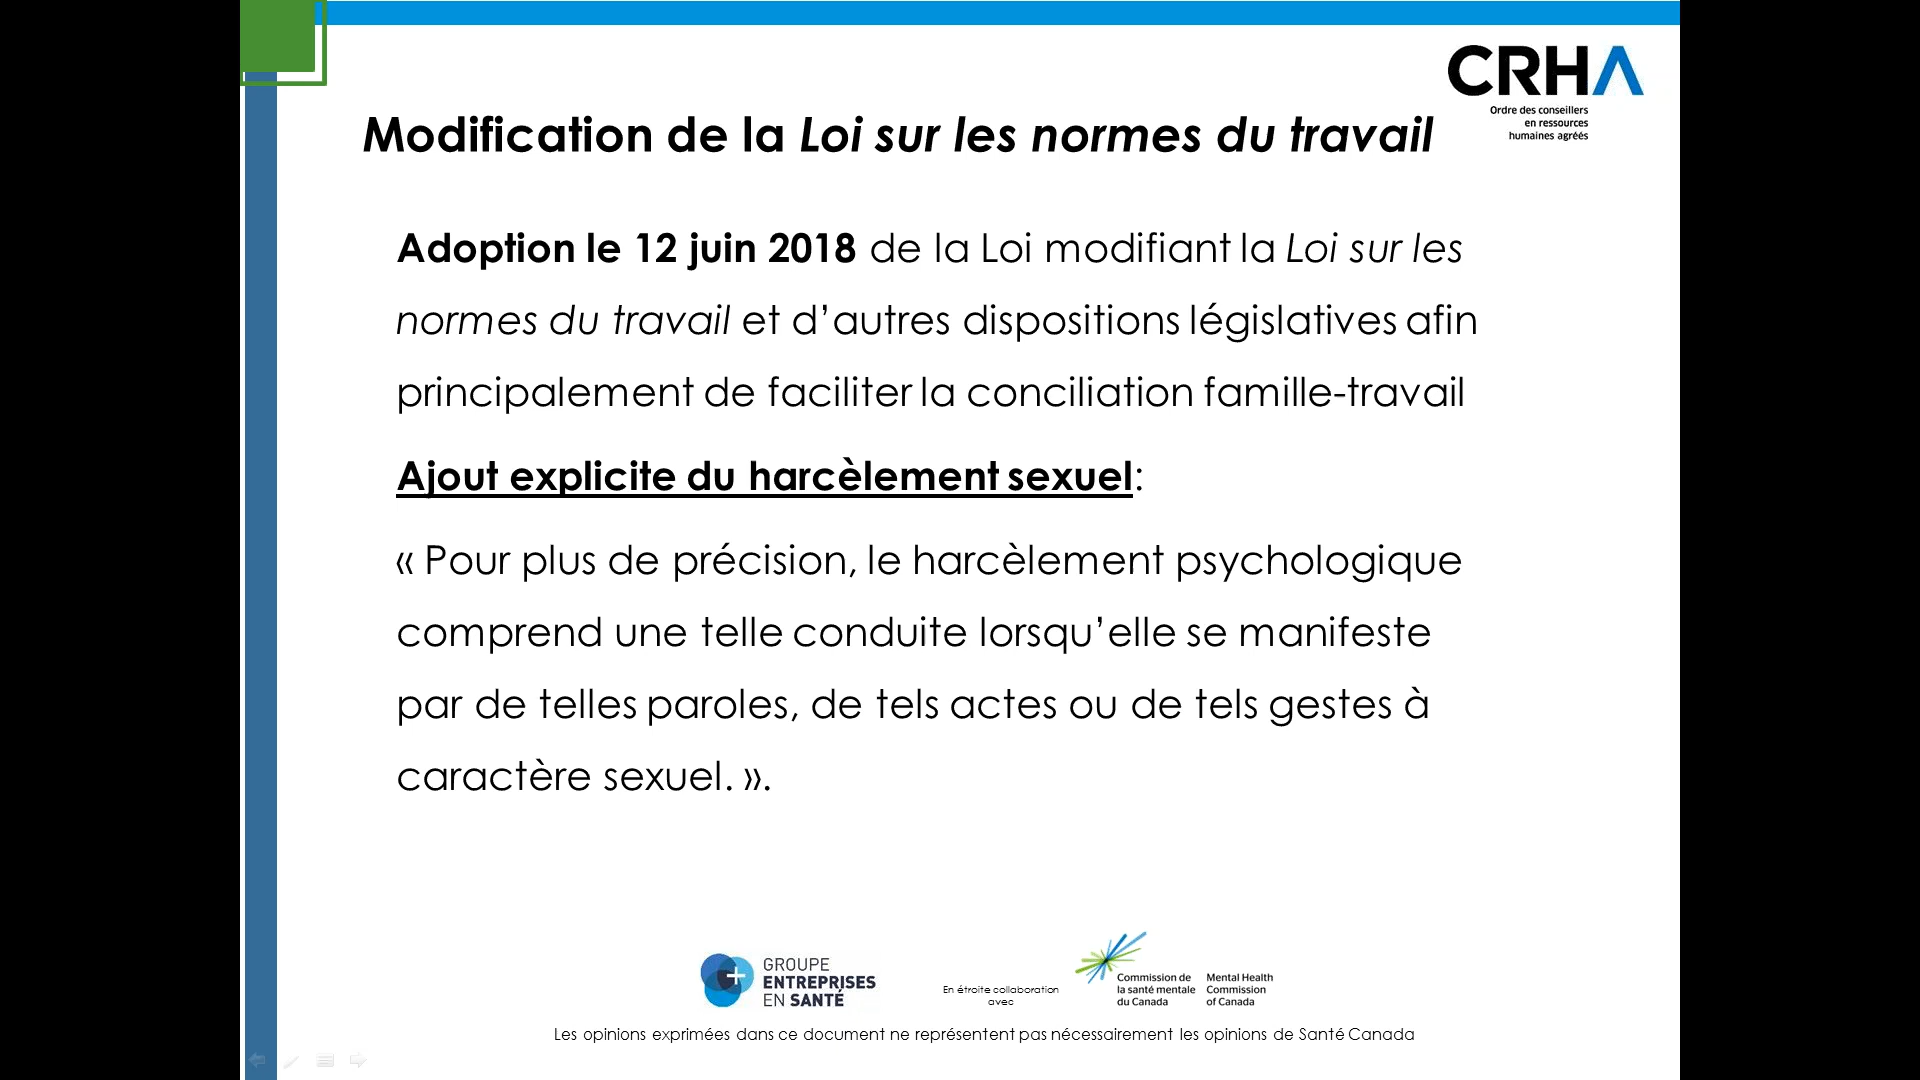 CRHA
Ordre des conseillers
en ressources
humaines agréés
Modification de la Loi sur les normes du travail
Adoption le 12 juin 2018 de la Loi modifiant la Loi sur les
normes du travail et d’autres dispositions législatives afin
principalement de faciliter la conciliation famille-travail
Ajout explicite du harcèlement sexuel:
« Pour plus de précision, le harcèlement psychologique
comprend une telle conduite lorsqu’elle se manifeste
par de telles paroles, de tels actes ou de tels gestes à
caractère sexuel. ».
GROUPE
ENTREPRISES
EN SANTÉ
En étroite collaboration
avec
Commission de
la santé mentale
du Canada
Mental Health
Commission
of Canada
Les opinions exprimées dans ce document ne représentent pas nécessairement les opinions de Santé Canada